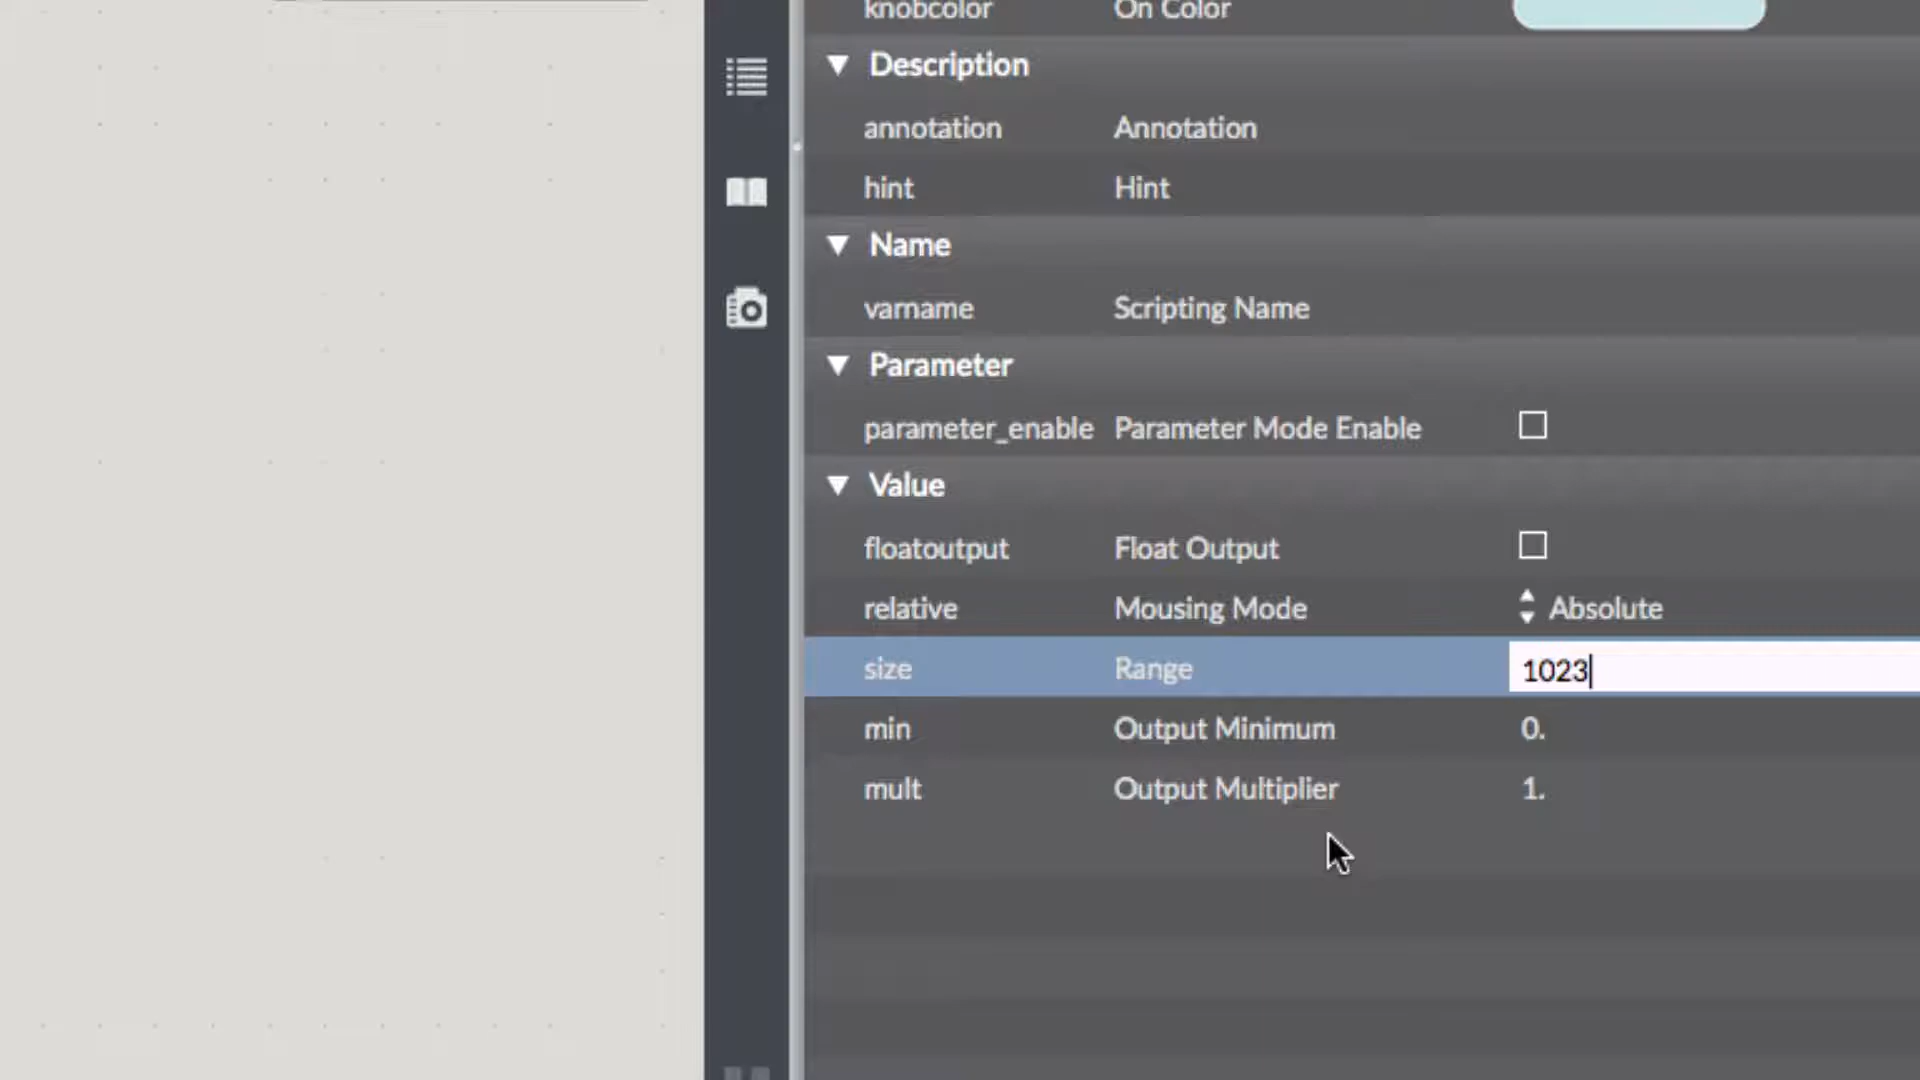 knobcolor On Color
Description
annotation Annotation
hint Hint
Name
varname Scripting Name
Parameter
parameter_enable Parameter Mode Enable
Value
floatoutput Float Output
relative Mousing Mode Absolute
size Range 1023
min Output Minimum 0.
mult Output Multiplier 1.